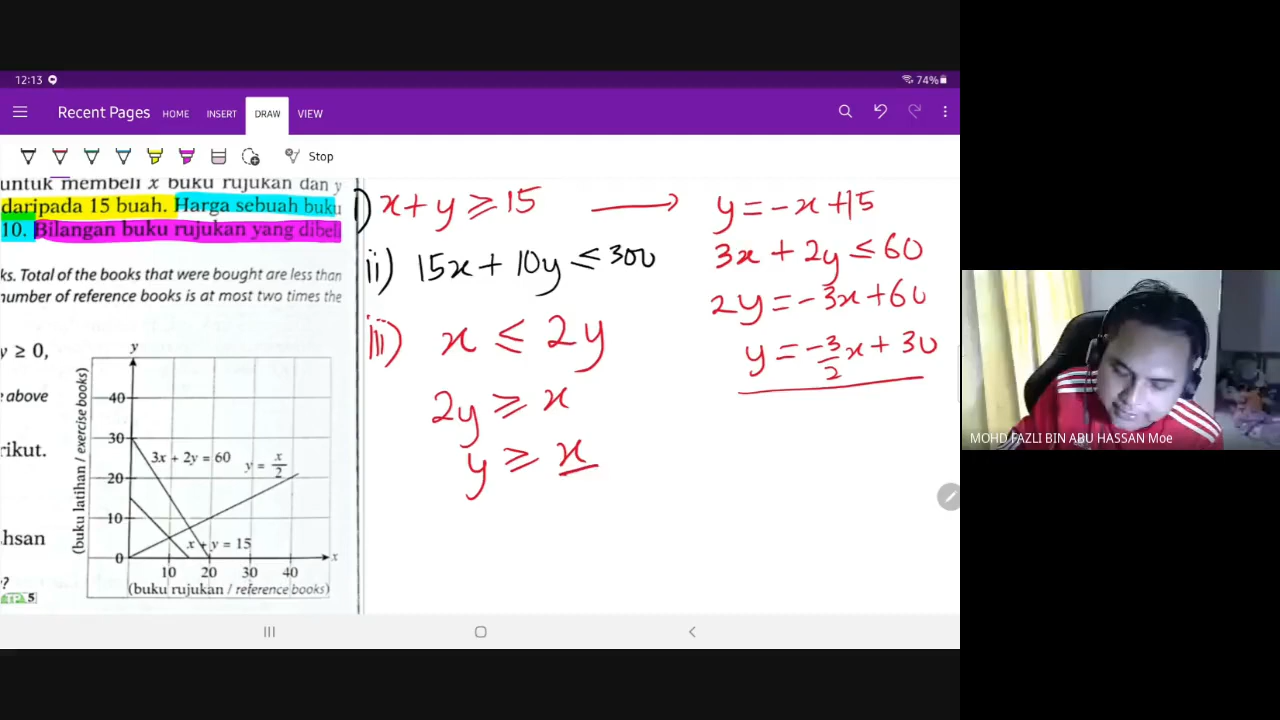 12:13
74%
Recent Pages HOME INSERT DRAW VIEW
Stop
untuk membeli x buku rujukan dan y
daripada 15 buah. Harga sebuah buku
10. Bilangan buku rujukan yang dibeli
ks. Total of the books that were bought are less than
number of reference books is at most two times the
y ≥ 0,
above
rikut.
ahsan
?
TP 5
y
(buku latihan / exercise books)
40
30
20
10
0
3x + 2y = 60
y = x/2
x + y = 15
10 20 30 40
x
(buku rujukan / reference books)
i) x + y ≥ 15 → y = -x + 15
ii) 15x + 10y ≤ 300
3x + 2y ≤ 60
2y = -3x + 60
y = -3/2 x + 30
iii) x ≤ 2y
2y ≥ x
y ≥ x
MOHD FAZLI BIN ABU HASSAN Moe